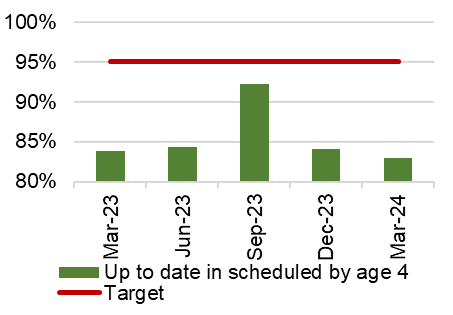 100%
95%
90%
85%
80%
Mar-23
Jun-23
Sep-23
Dec-23
Mar-24
Up to date in scheduled by age 4
Target